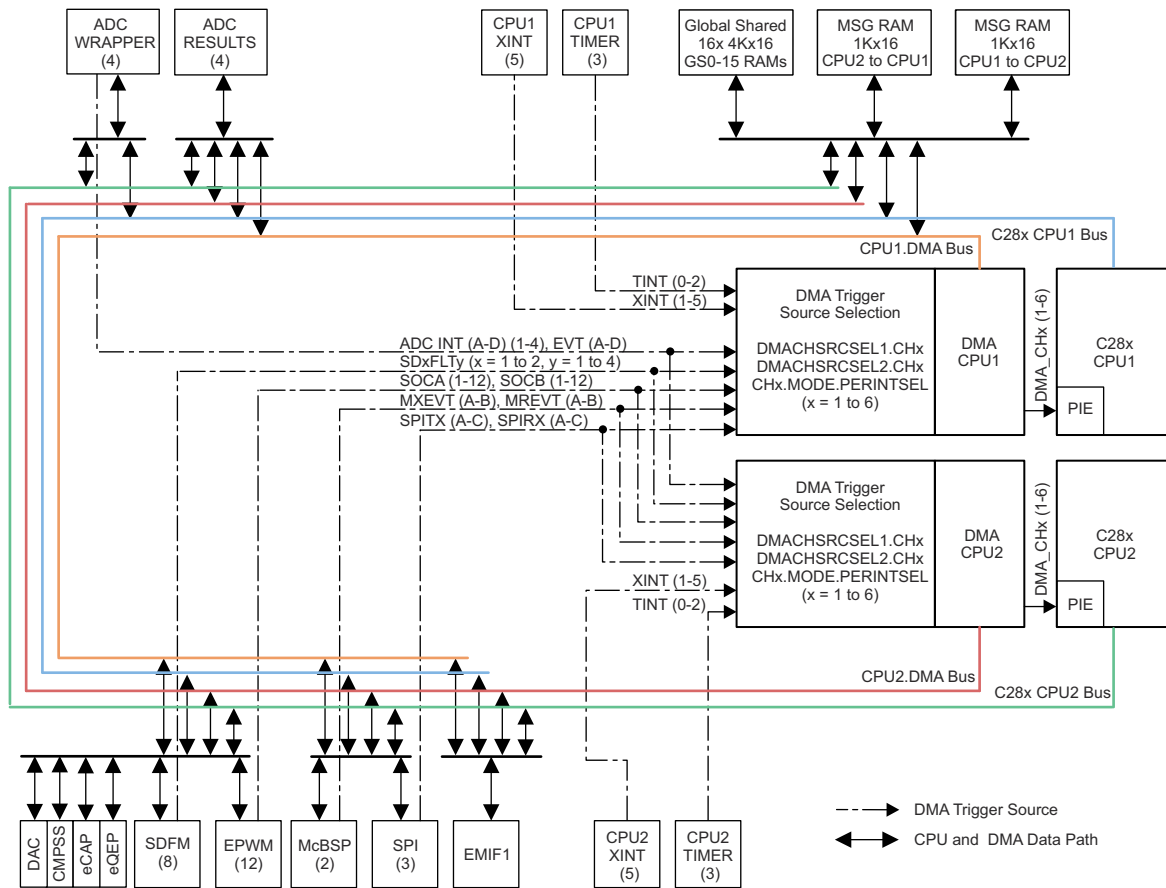 ADC
WRAPPER
(4)
ADC
RESULTS
(4)
CPU1
XINT
(5)
CPU1
TIMER
(3)
Global Shared
16x 4Kx16
GS0-15 RAMs
MSG RAM
1Kx16
CPU2 to CPU1
MSG RAM
1Kx16
CPU1 to CPU2
C28x CPU1 Bus
CPU1.DMA Bus
TINT (0-2)
XINT (1-5)
ADC INT (A-D) (1-4), EVT (A-D)
SDxFLTy (x = 1 to 2, y = 1 to 4)
SOCA (1-12), SOCB (1-12)
MXEVT (A-B), MREVT (A-B)
SPITX (A-C), SPIRX (A-C)
DMA Trigger
Source Selection
DMACHSRCSEL1.CHx
DMACHSRCSEL2.CHx
CHx.MODE.PERINTSEL
(x = 1 to 6)
DMA
CPU1
DMA_CHx (1-6)
C28x
CPU1
PIE
DMA Trigger
Source Selection
DMACHSRCSEL1.CHx
DMACHSRCSEL2.CHx
CHx.MODE.PERINTSEL
(x = 1 to 6)
DMA
CPU2
DMA_CHx (1-6)
C28x
CPU2
PIE
XINT (1-5)
TINT (0-2)
CPU2.DMA Bus
C28x CPU2 Bus
DAC
CMPSS
eCAP
eQEP
SDFM
(8)
EPWM
(12)
McBSP
(2)
SPI
(3)
EMIF1
CPU2
XINT
(5)
CPU2
TIMER
(3)
DMA Trigger Source
CPU and DMA Data Path